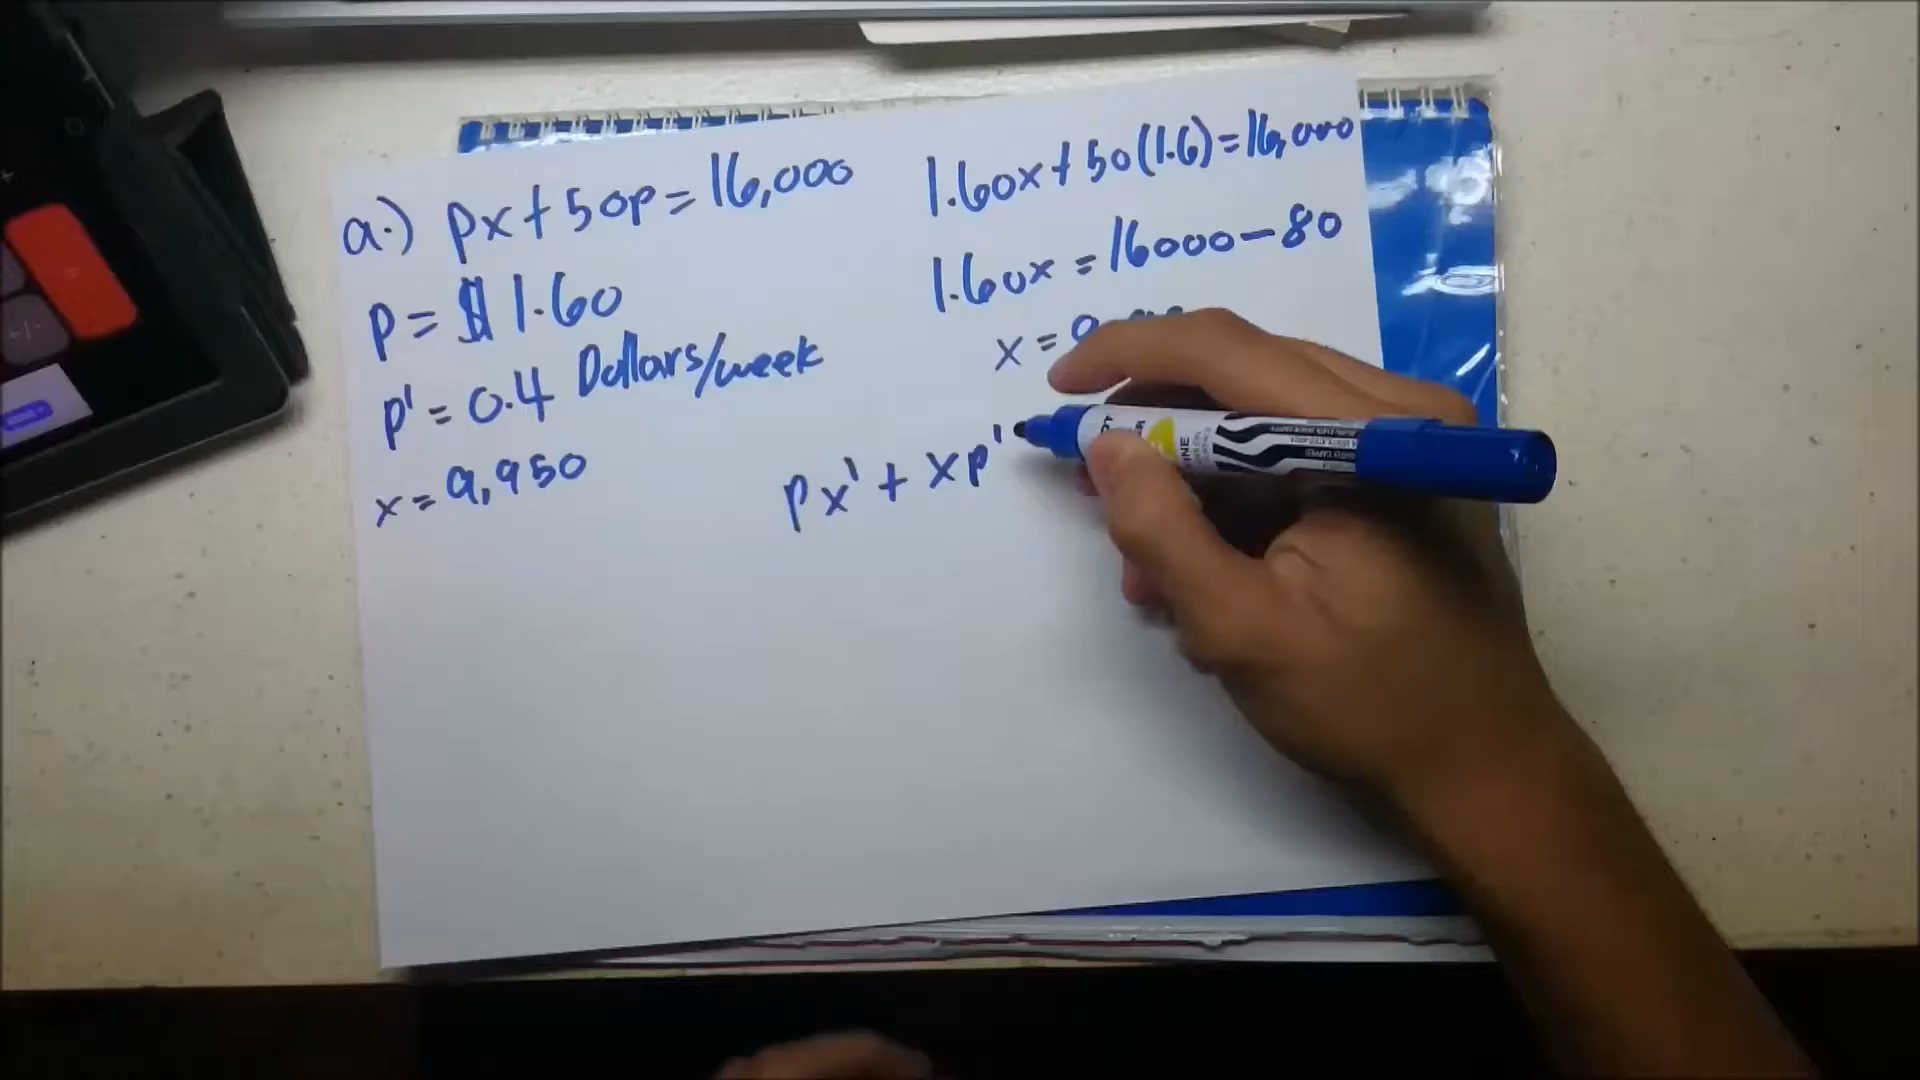 a.) px + 50p = 16,000
p = $ 1.60
p' = 0.4 Dollars/week
x = 9,950
1.60x + 50(1.6) = 16,000
1.60x = 16000 - 80
x =
px' + xp'